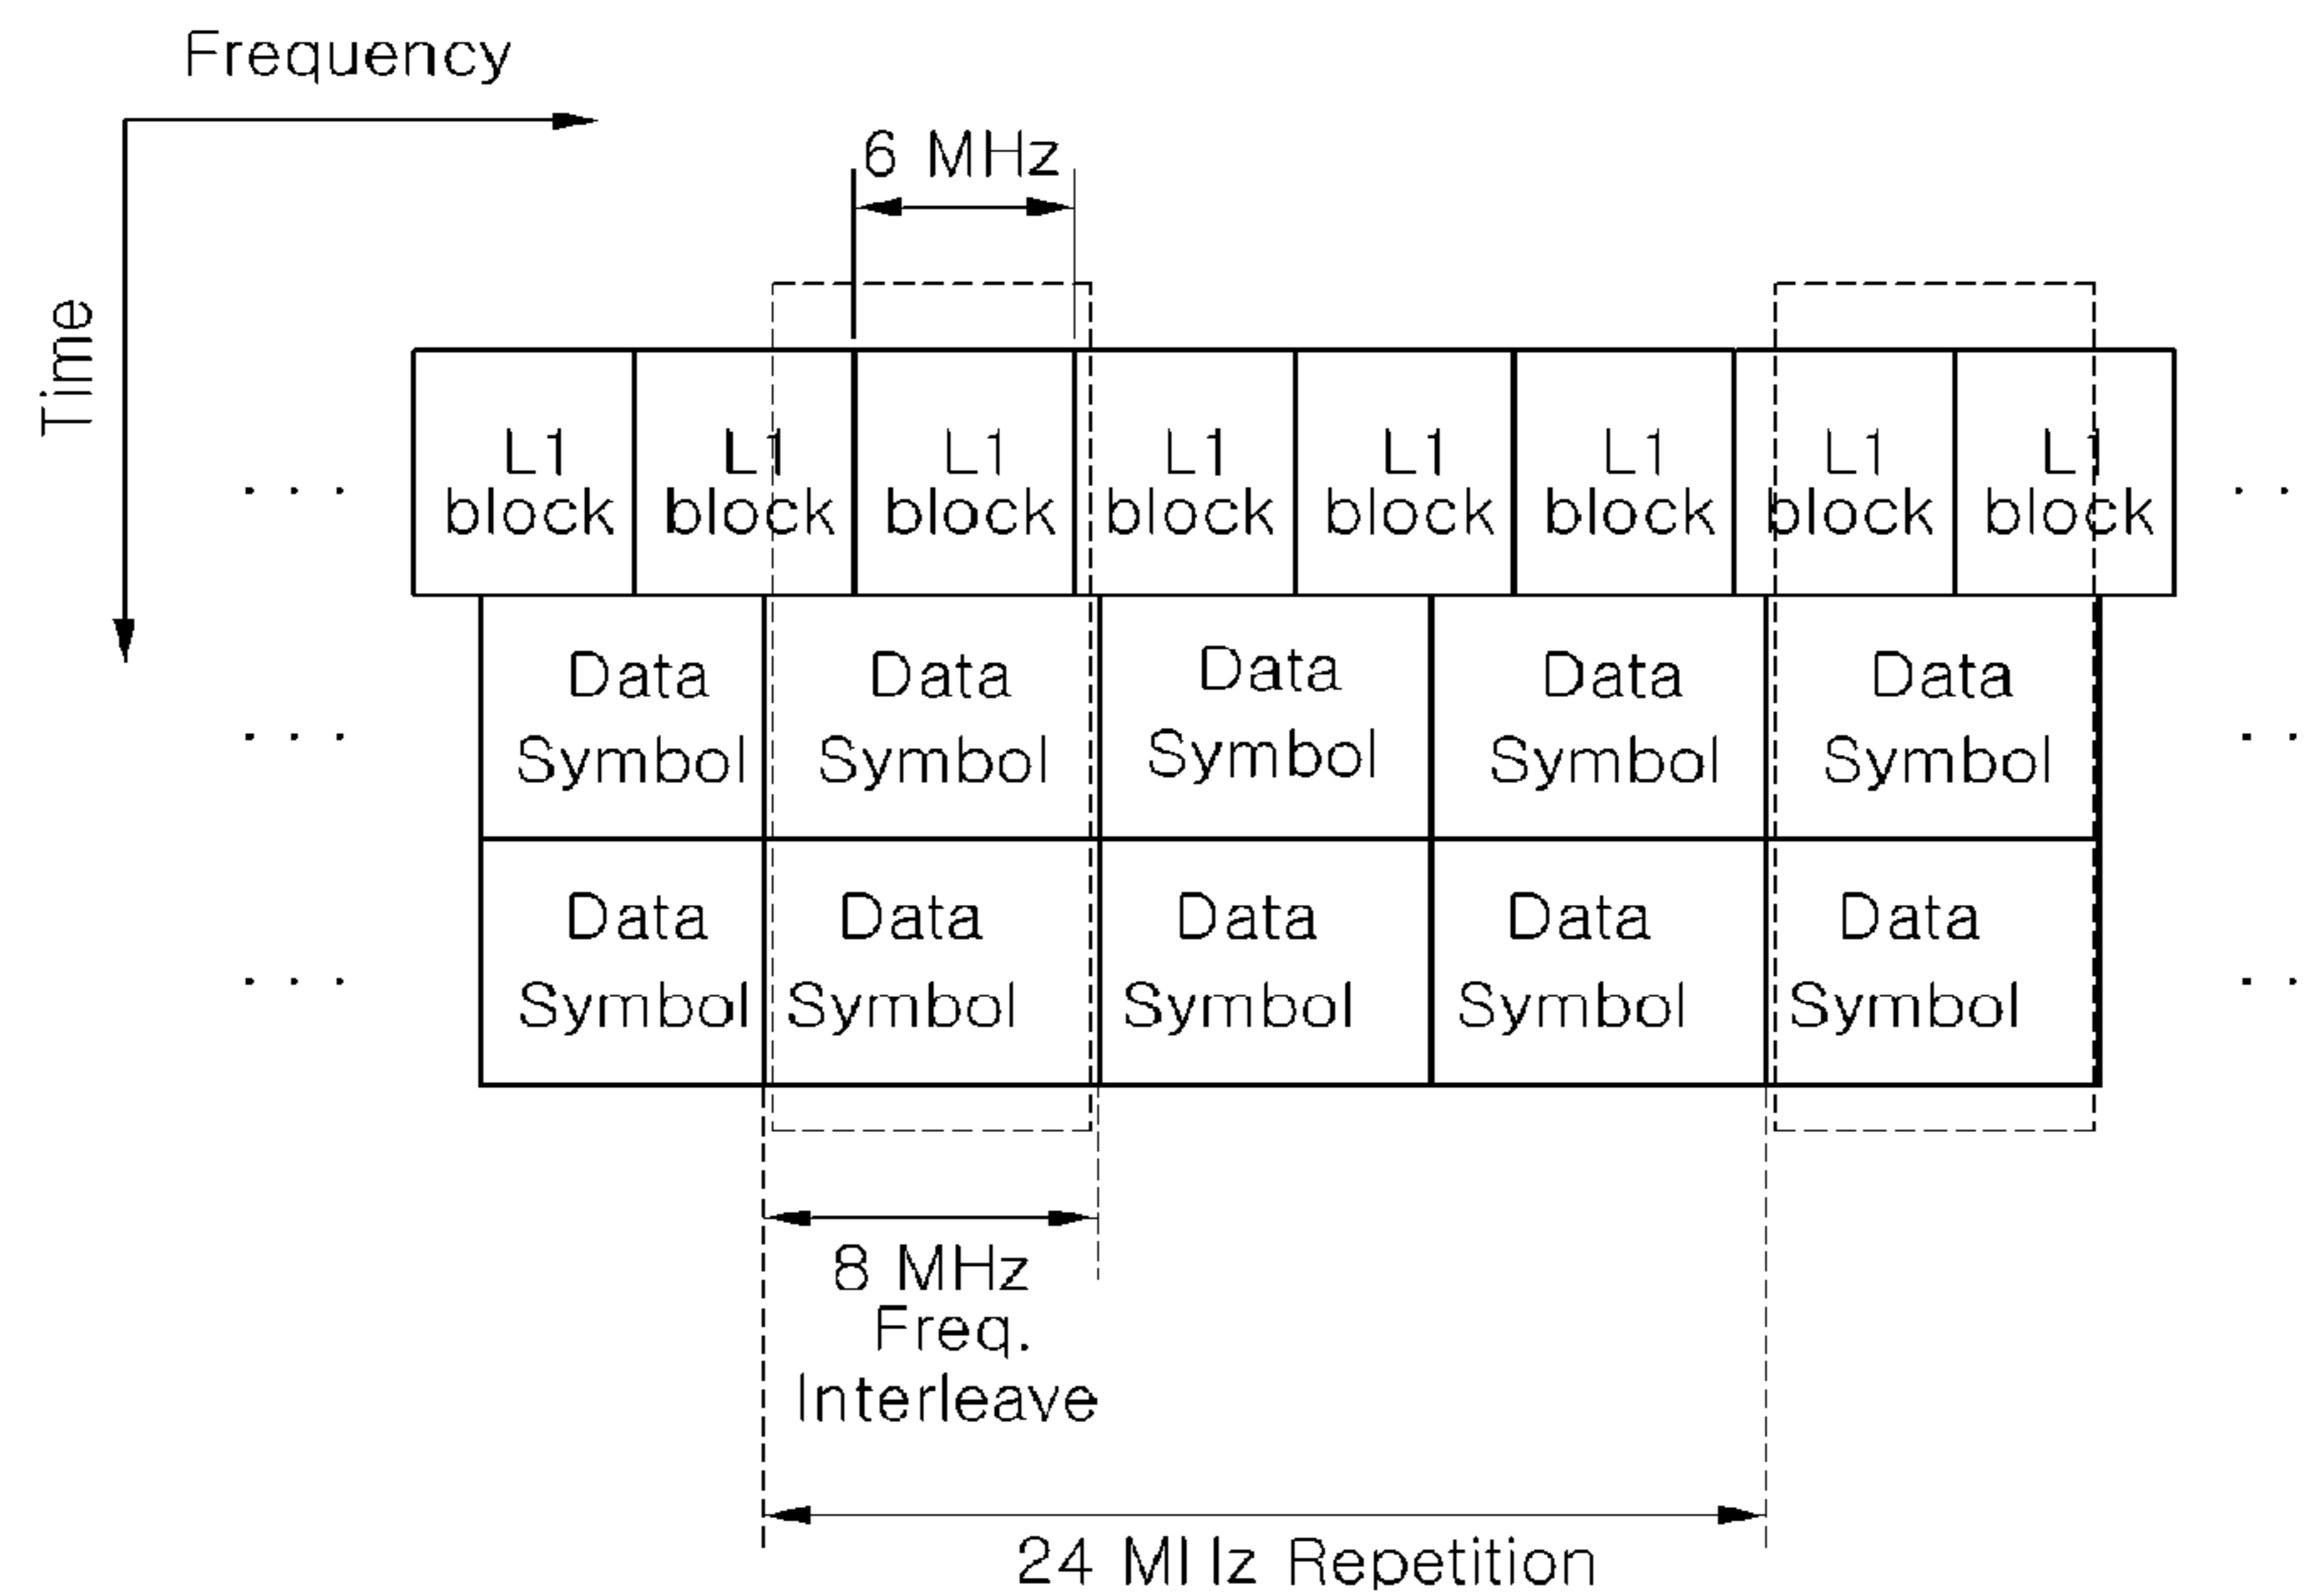 Frequency
6 MHz
Time
L1 L1 L1 L1 L1 L1 L1 L1
. . . block block block block block block block block . .
Data Data Data Data Data
. . . Symbol Symbol Symbol Symbol Symbol . .
Data Data Data Data Data
. . . Symbol Symbol Symbol Symbol Symbol . .
8 MHz
Freq.
Interleave
24 MHz Repetition